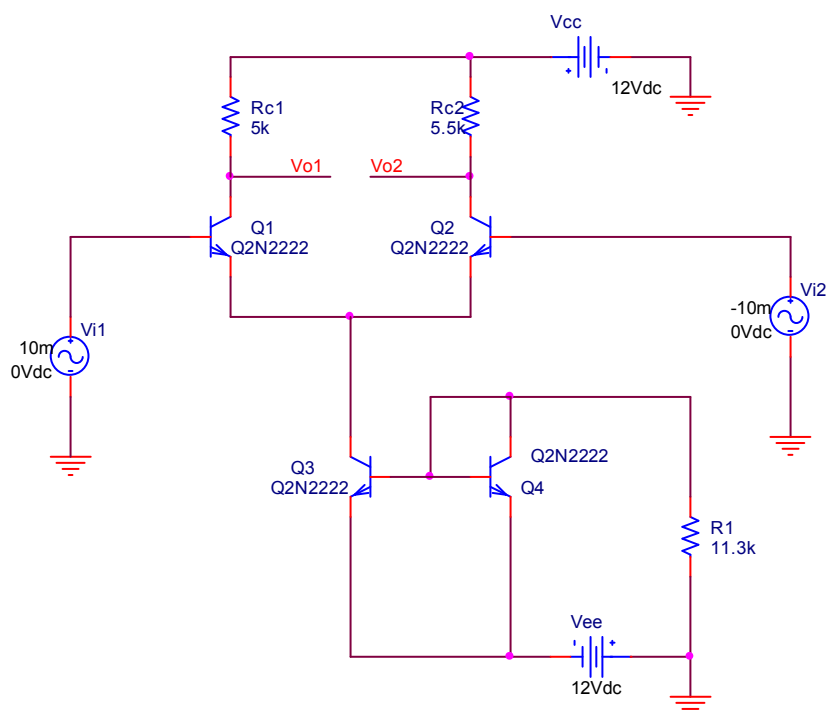 Vcc
12Vdc
Rc1
5k
Rc2
5.5k
Vo1
Vo2
Q1
Q2N2222
Q2
Q2N2222
Vi1
10m
0Vdc
Vi2
-10m
0Vdc
Q3
Q2N2222
Q2N2222
Q4
R1
11.3k
Vee
12Vdc